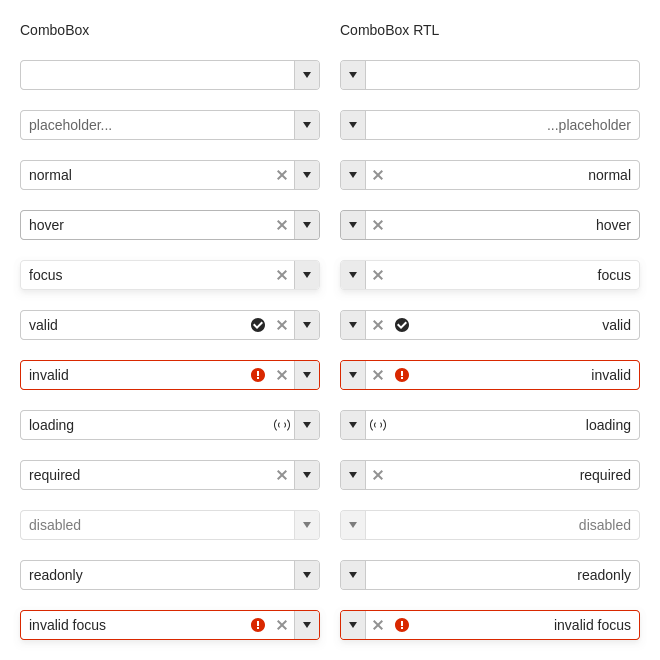 ComboBox
ComboBox RTL
placeholder...
...placeholder
normal
normal
hover
hover
focus
focus
valid
valid
invalid
invalid
loading
loading
required
required
disabled
disabled
readonly
readonly
invalid focus
invalid focus